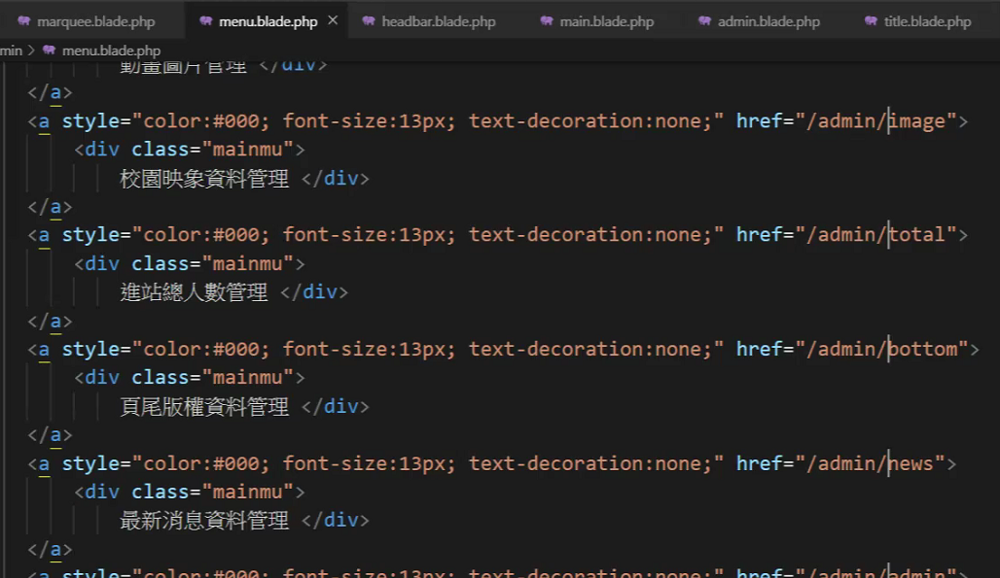 marquee.blade.php menu.blade.php × headbar.blade.php main.blade.php admin.blade.php title.blade.php
min > menu.blade.php
動畫圖片管理 </div>
</a>
<a style="color:#000; font-size:13px; text-decoration:none;" href="/admin/image">
<div class="mainmu">
校園映象資料管理 </div>
</a>
<a style="color:#000; font-size:13px; text-decoration:none;" href="/admin/total">
<div class="mainmu">
進站總人數管理 </div>
</a>
<a style="color:#000; font-size:13px; text-decoration:none;" href="/admin/bottom">
<div class="mainmu">
頁尾版權資料管理 </div>
</a>
<a style="color:#000; font-size:13px; text-decoration:none;" href="/admin/news">
<div class="mainmu">
最新消息資料管理 </div>
</a>
<a style="color:#000; font-size:13px; text-decoration:none;" href="/admin/admin">